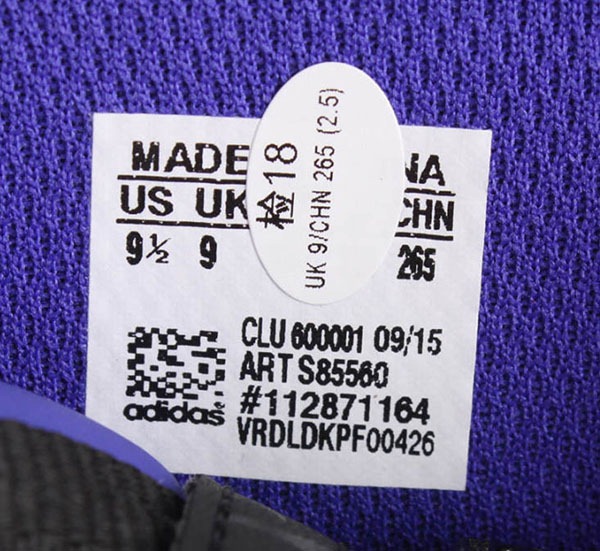 MADE NA
US UK CHN
9½ 9 265
检18
UK 9/CHN 265 (2.5)
CLU 600001 09/15
ART S85560
#112871164
VRDLDKPF00426
adidas